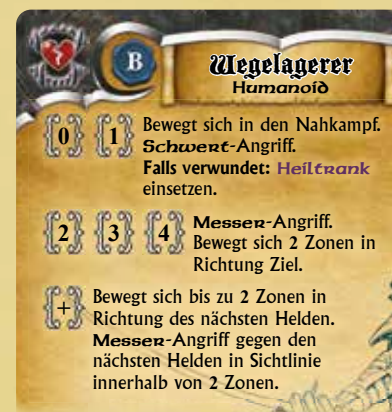 7
B
Wegelagerer
Humanoid
0 1 Bewegt sich in den Nahkampf.
Schwert-Angriff.
Falls verwundet: Heiltrank
einsetzen.
2 3 4 Messer-Angriff.
Bewegt sich 2 Zonen in
Richtung Ziel.
+ Bewegt sich bis zu 2 Zonen in
Richtung des nächsten Helden.
Messer-Angriff gegen den
nächsten Helden in Sichtlinie
innerhalb von 2 Zonen.